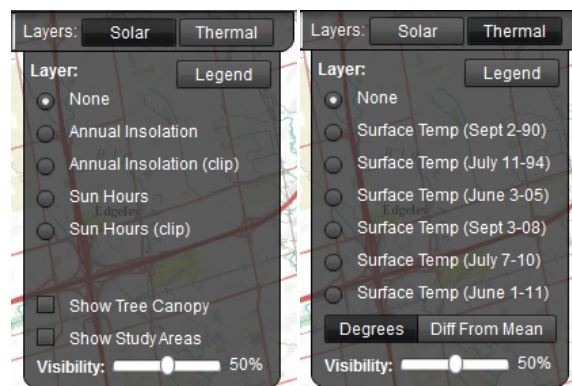 Layers: Solar Thermal
Layer: Legend
None
Annual Insolation
Annual Insolation (clip)
Sun Hours
Edgeley
Sun Hours (clip)
Show Tree Canopy
Show Study Areas
Visibility: 50%
Layers: Solar Thermal
Layer: Legend
None
Surface Temp (Sept 2-90)
Surface Temp (July 11-94)
Surface Temp (June 3-05)
Edgeley
Surface Temp (Sept 3-08)
Surface Temp (July 7-10)
Surface Temp (June 1-11)
Degrees Diff From Mean
Visibility: 50%